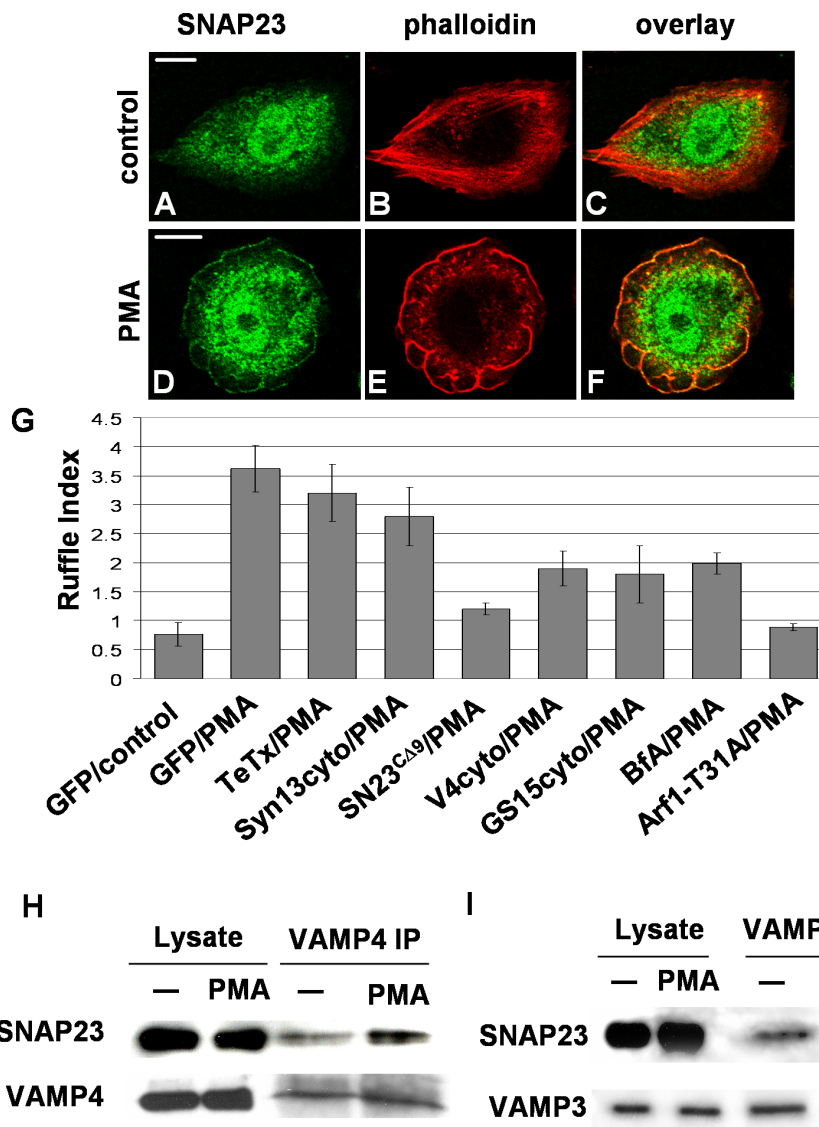 SNAP23 phalloidin overlay
control
A B C
PMA
D E F
G
4.5
4
3.5
3
2.5
2
1.5
1
0.5
0
Ruffle Index
GFP/control
GFP/PMA
TeTx/PMA
Syn13cyto/PMA
SN23CΔ9/PMA
V4cyto/PMA
GS15cyto/PMA
BfA/PMA
Arf1-T31A/PMA
H
Lysate VAMP4 IP
— PMA — PMA
SNAP23
VAMP4
I
Lysate VAMP
— PMA —
SNAP23
VAMP3